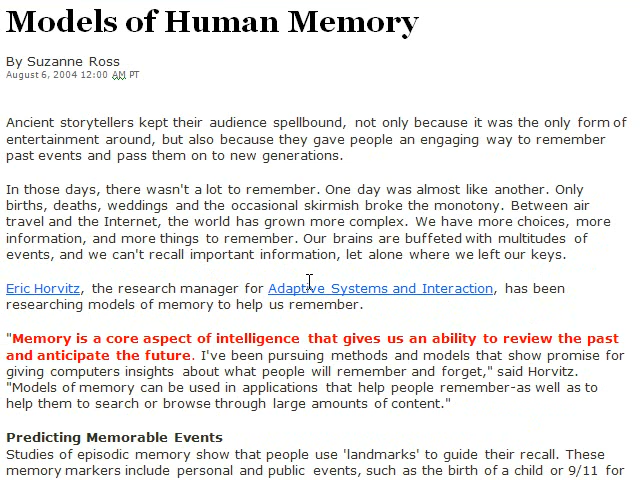 Models of Human Memory
By Suzanne Ross
August 6, 2004 12:00 AM PT
Ancient storytellers kept their audience spellbound, not only because it was the only form of
entertainment around, but also because they gave people an engaging way to remember
past events and pass them on to new generations.
In those days, there wasn't a lot to remember. One day was almost like another. Only
births, deaths, weddings and the occasional skirmish broke the monotony. Between air
travel and the Internet, the world has grown more complex. We have more choices, more
information, and more things to remember. Our brains are buffeted with multitudes of
events, and we can't recall important information, let alone where we left our keys.
Eric Horvitz, the research manager for Adaptive Systems and Interaction, has been
researching models of memory to help us remember.
"Memory is a core aspect of intelligence that gives us an ability to review the past
and anticipate the future. I've been pursuing methods and models that show promise for
giving computers insights about what people will remember and forget," said Horvitz.
"Models of memory can be used in applications that help people remember-as well as to
help them to search or browse through large amounts of content."
Predicting Memorable Events
Studies of episodic memory show that people use 'landmarks' to guide their recall. These
memory markers include personal and public events, such as the birth of a child or 9/11 for